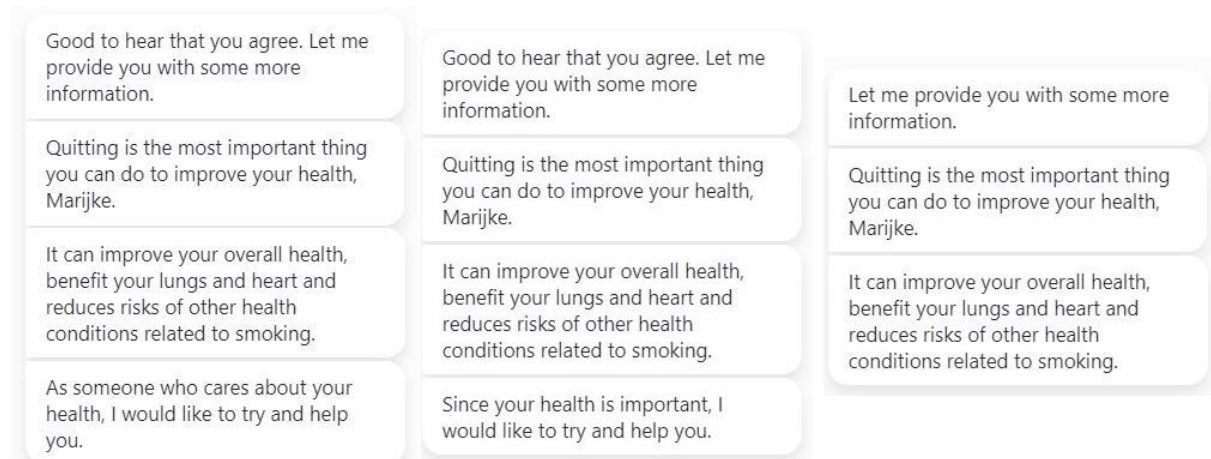 Good to hear that you agree. Let me
provide you with some more
information.
Quitting is the most important thing
you can do to improve your health,
Marijke.
It can improve your overall health,
benefit your lungs and heart and
reduces risks of other health
conditions related to smoking.
As someone who cares about your
health, I would like to try and help
you.
Good to hear that you agree. Let me
provide you with some more
information.
Quitting is the most important thing
you can do to improve your health,
Marijke.
It can improve your overall health,
benefit your lungs and heart and
reduces risks of other health
conditions related to smoking.
Since your health is important, I
would like to try and help you.
Let me provide you with some more
information.
Quitting is the most important thing
you can do to improve your health,
Marijke.
It can improve your overall health,
benefit your lungs and heart and
reduces risks of other health
conditions related to smoking.